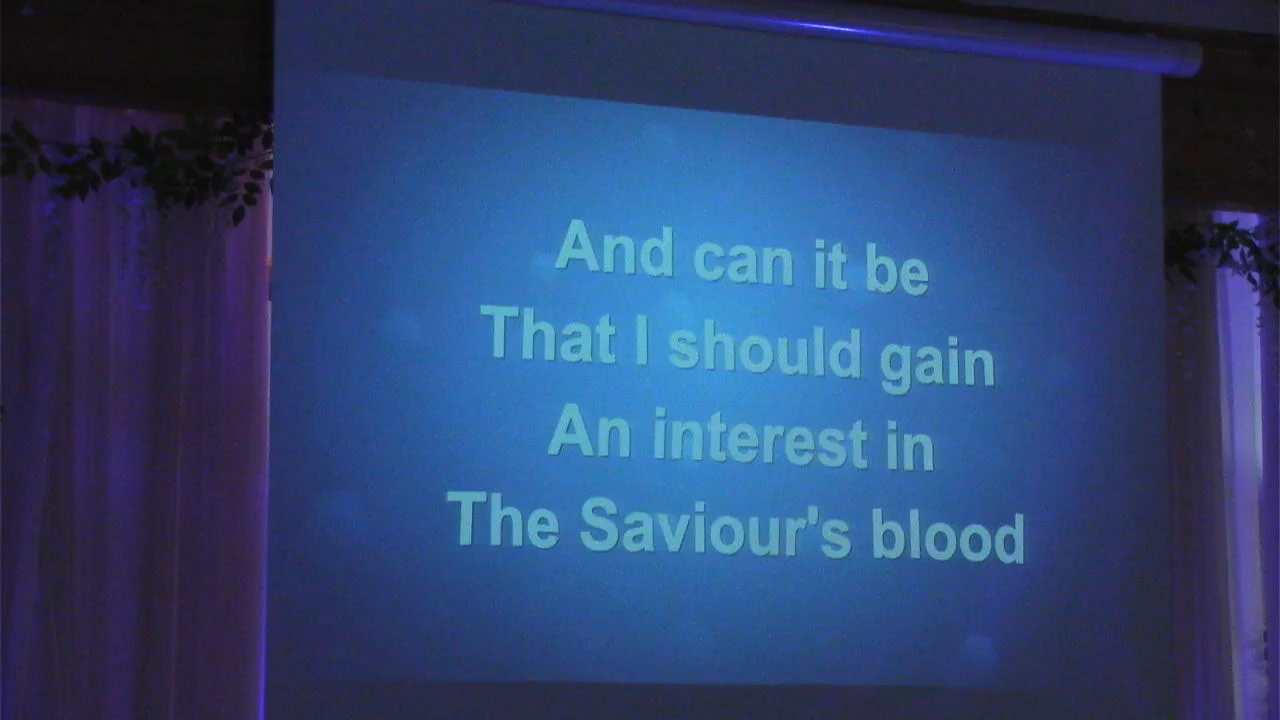 And can it be
That I should gain
An interest in
The Saviour's blood